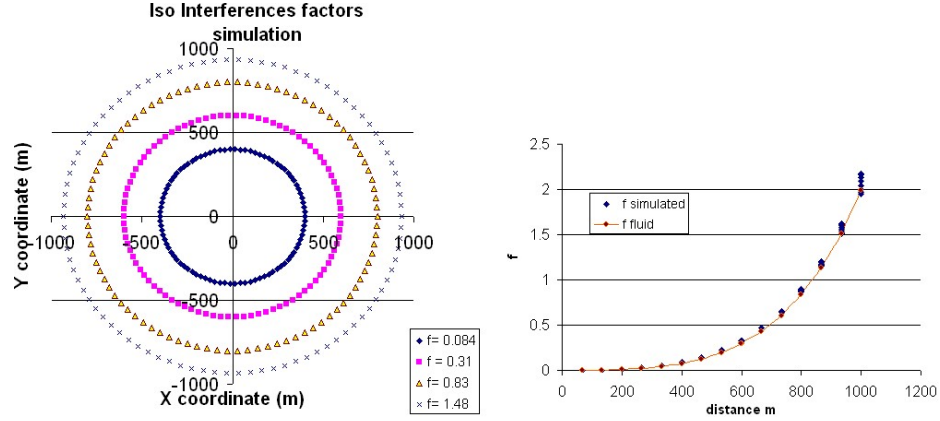 Iso Interferences factors
simulation
1000
500
0
-500
-1000
-1000
-500
0
500
1000
Y coordinate (m)
X coordinate (m)
f= 0.084
f = 0.31
f= 0.83
f= 1.48
2.5
2
1.5
1
0.5
0
0
200
400
600
800
1000
1200
f
distance m
f simulated
f fluid